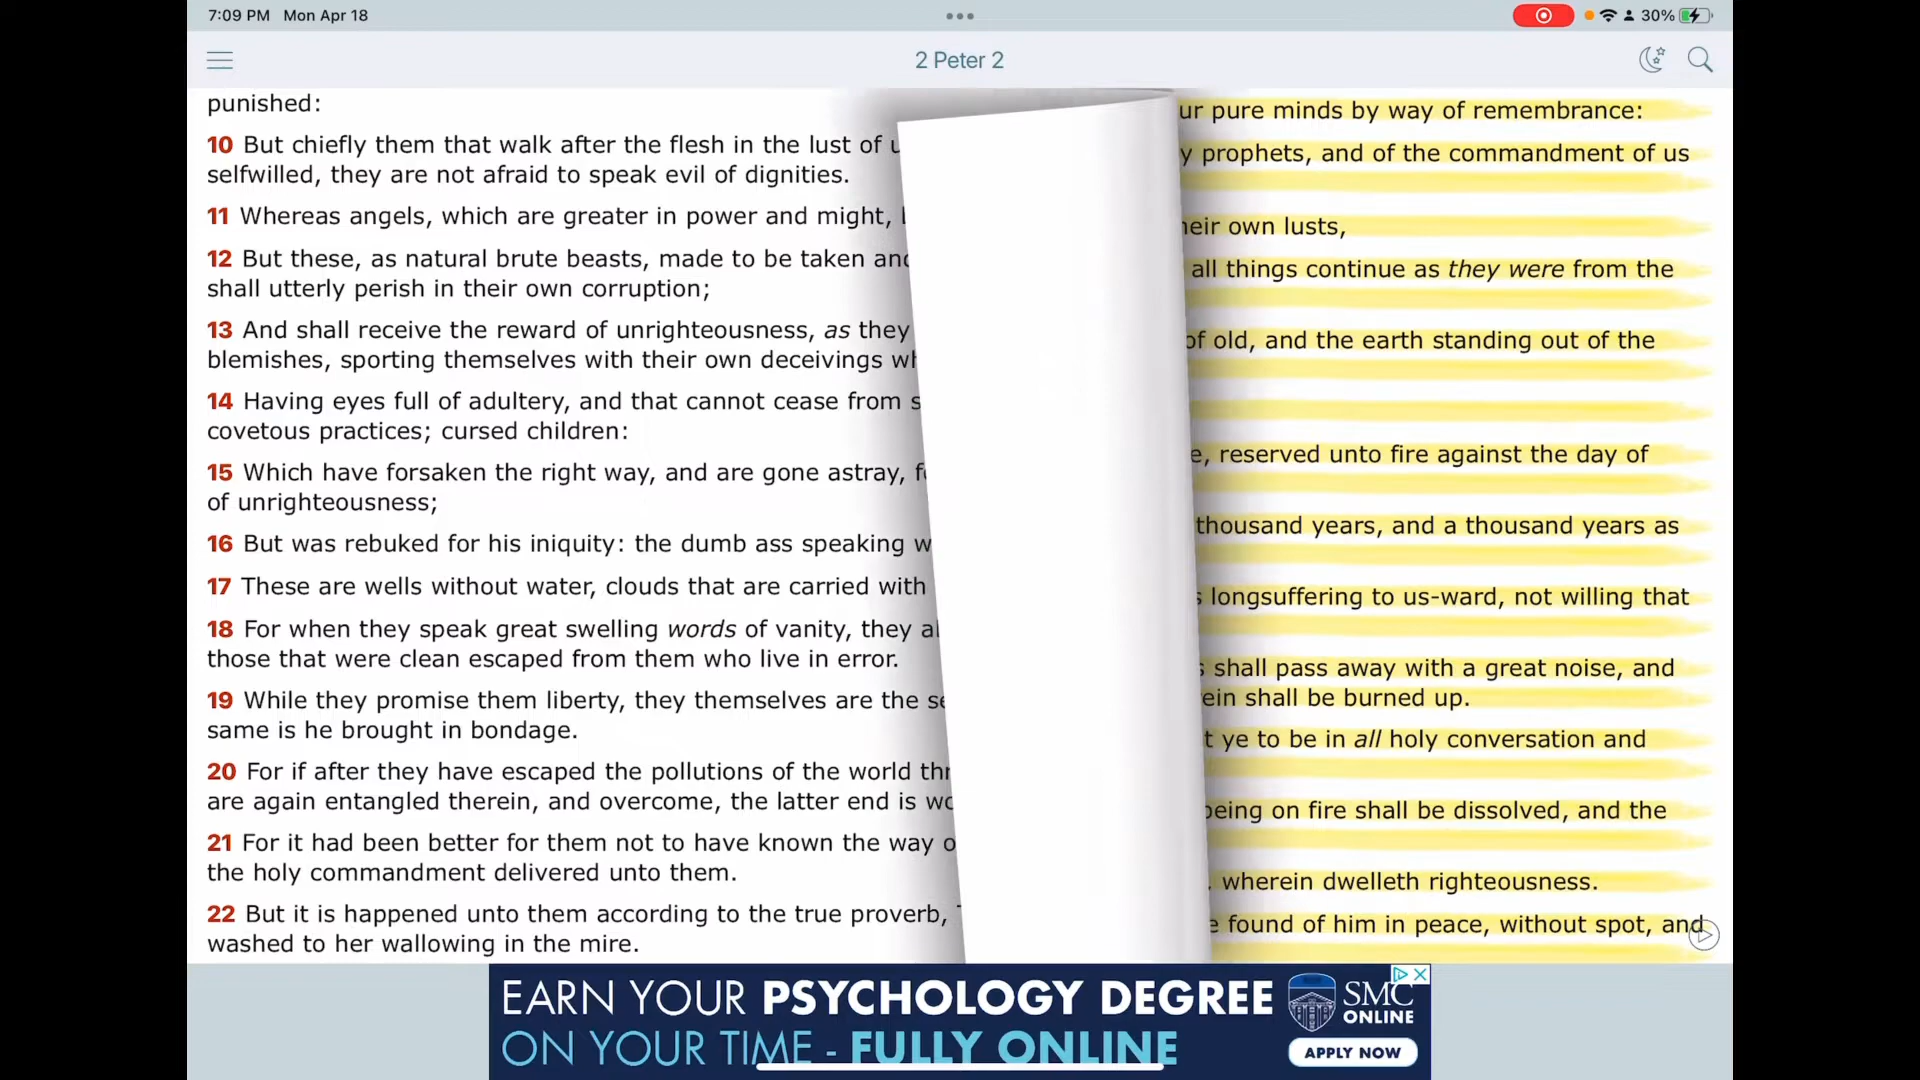 7:09 PM Mon Apr 18
30%
2 Peter 2
punished:
10 But chiefly them that walk after the flesh in the lust of
selfwilled, they are not afraid to speak evil of dignities.
11 Whereas angels, which are greater in power and might,
12 But these, as natural brute beasts, made to be taken and
shall utterly perish in their own corruption;
13 And shall receive the reward of unrighteousness, as they
blemishes, sporting themselves with their own deceivings
14 Having eyes full of adultery, and that cannot cease from
covetous practices; cursed children:
15 Which have forsaken the right way, and are gone astray,
of unrighteousness;
16 But was rebuked for his iniquity: the dumb ass speaking
17 These are wells without water, clouds that are carried with
18 For when they speak great swelling words of vanity, they
those that were clean escaped from them who live in error.
19 While they promise them liberty, they themselves are the
same is he brought in bondage.
20 For if after they have escaped the pollutions of the world
are again entangled therein, and overcome, the latter end is
21 For it had been better for them not to have known the way
the holy commandment delivered unto them.
22 But it is happened unto them according to the true proverb,
washed to her wallowing in the mire.
ur pure minds by way of remembrance:
y prophets, and of the commandment of us
heir own lusts,
all things continue as they were from the
of old, and the earth standing out of the
e, reserved unto fire against the day of
thousand years, and a thousand years as
s longsuffering to us-ward, not willing that
s shall pass away with a great noise, and
ein shall be burned up.
t ye to be in all holy conversation and
being on fire shall be dissolved, and the
, wherein dwelleth righteousness.
e found of him in peace, without spot, and
EARN YOUR PSYCHOLOGY DEGREE
ON YOUR TIME - FULLY ONLINE
SMC
ONLINE
APPLY NOW